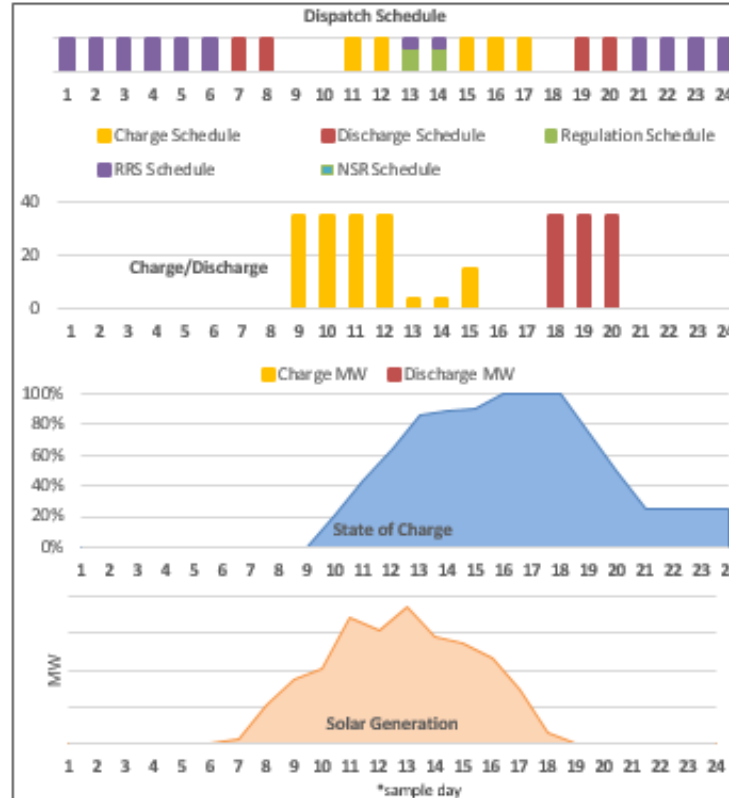 Dispatch Schedule
1 2 3 4 5 6 7 8 9 10 11 12 13 14 15 16 17 18 19 20 21 22 23 24
Charge Schedule Discharge Schedule Regulation Schedule
RRS Schedule NSR Schedule
40
20
Charge/Discharge
0
1 2 3 4 5 6 7 8 9 10 11 12 13 14 15 16 17 18 19 20 21 22 23 24
Charge MW Discharge MW
100%
80%
60%
40%
20%
State of Charge
0%
1 2 3 4 5 6 7 8 9 10 11 12 13 14 15 16 17 18 19 20 21 22 23 2
MW
Solar Generation
1 2 3 4 5 6 7 8 9 10 11 12 13 14 15 16 17 18 19 20 21 22 23 24
*sample day